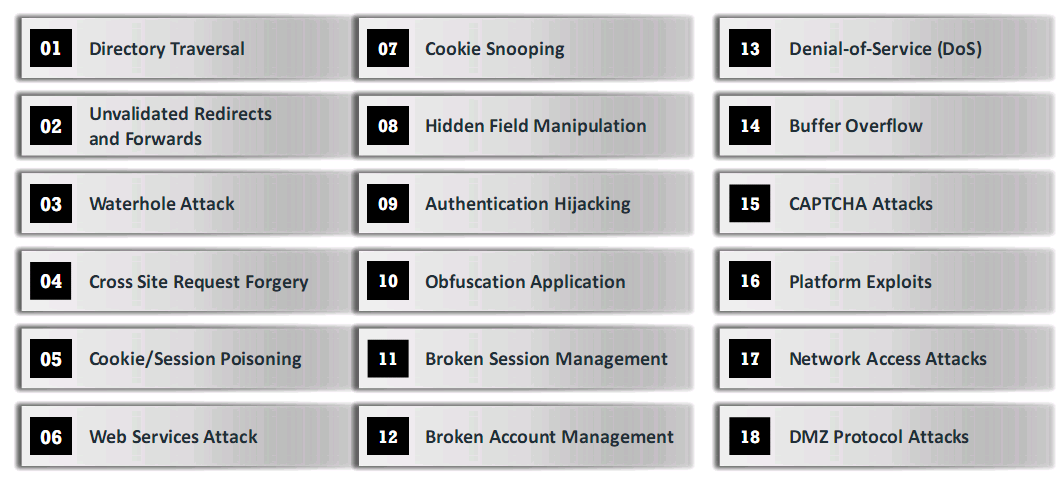 01 Directory Traversal
02 Unvalidated Redirects
and Forwards
03 Waterhole Attack
04 Cross Site Request Forgery
05 Cookie/Session Poisoning
06 Web Services Attack
07 Cookie Snooping
08 Hidden Field Manipulation
09 Authentication Hijacking
10 Obfuscation Application
11 Broken Session Management
12 Broken Account Management
13 Denial-of-Service (DoS)
14 Buffer Overflow
15 CAPTCHA Attacks
16 Platform Exploits
17 Network Access Attacks
18 DMZ Protocol Attacks